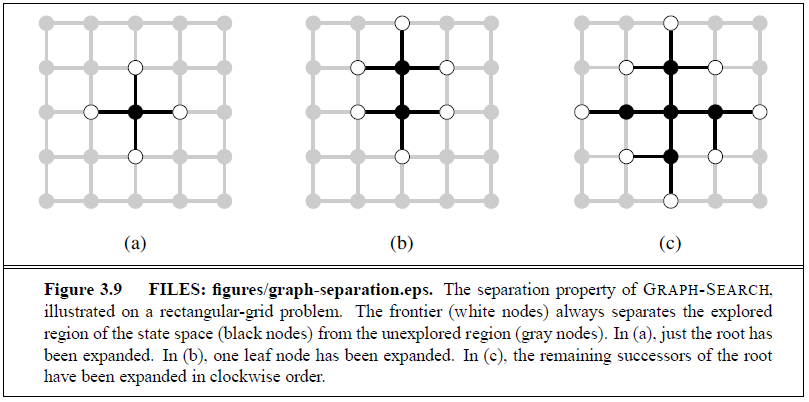 (a)
(b)
(c)
Figure 3.9 FILES: figures/graph-separation.eps. The separation property of GRAPH-SEARCH,
illustrated on a rectangular-grid problem. The frontier (white nodes) always separates the explored
region of the state space (black nodes) from the unexplored region (gray nodes). In (a), just the root has
been expanded. In (b), one leaf node has been expanded. In (c), the remaining successors of the root
have been expanded in clockwise order.